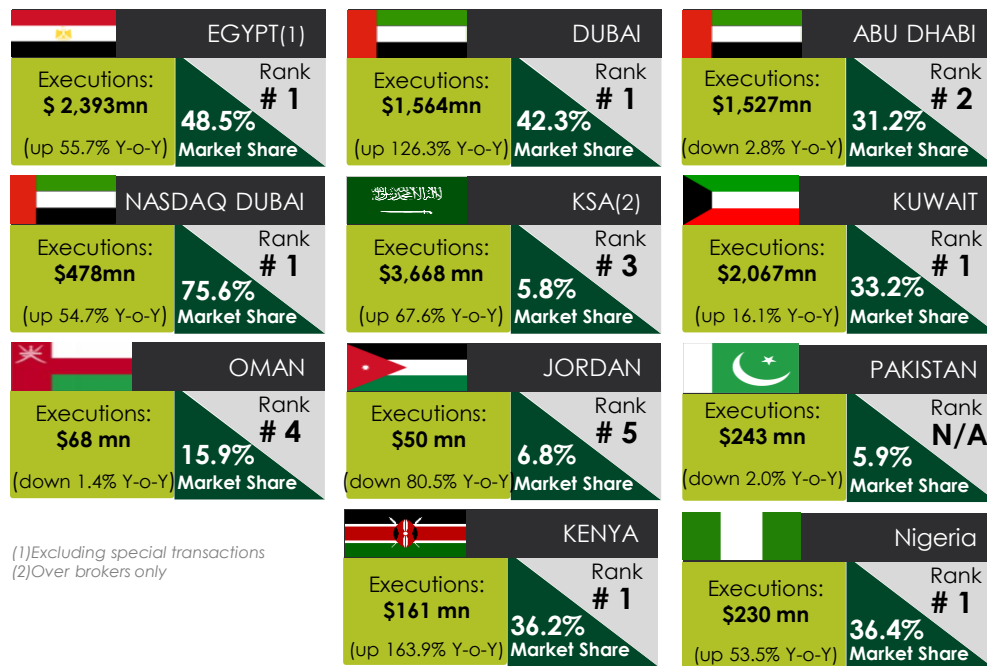 EGYPT(1)
Executions:
$ 2,393mn
(up 55.7% Y-o-Y)
Rank
# 1
48.5%
Market Share
DUBAI
Executions:
$1,564mn
(up 126.3% Y-o-Y)
Rank
# 1
42.3%
Market Share
ABU DHABI
Executions:
$1,527mn
(down 2.8% Y-o-Y)
Rank
# 2
31.2%
Market Share
NASDAQ DUBAI
Executions:
$478mn
(up 54.7% Y-o-Y)
Rank
# 1
75.6%
Market Share
KSA(2)
Executions:
$3,668 mn
(up 67.6% Y-o-Y)
Rank
# 3
5.8%
Market Share
KUWAIT
Executions:
$2,067mn
(up 16.1% Y-o-Y)
Rank
# 1
33.2%
Market Share
OMAN
Executions:
$68 mn
(down 1.4% Y-o-Y)
Rank
# 4
15.9%
Market Share
JORDAN
Executions:
$50 mn
(down 80.5% Y-o-Y)
Rank
# 5
6.8%
Market Share
PAKISTAN
Executions:
$243 mn
(down 2.0% Y-o-Y)
Rank
N/A
5.9%
Market Share
(1)Excluding special transactions
(2)Over brokers only
KENYA
Executions:
$161 mn
(up 163.9% Y-o-Y)
Rank
# 1
36.2%
Market Share
Nigeria
Executions:
$230 mn
(up 53.5% Y-o-Y)
Rank
# 1
36.4%
Market Share